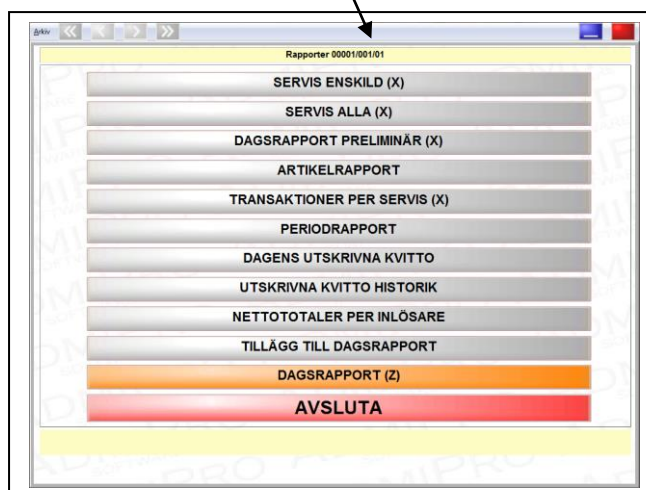 Arkiv
Rapporter 00001/001/01
SERVIS ENSKILD (X)
SERVIS ALLA (X)
DAGSRAPPORT PRELIMINÄR (X)
ARTIKELRAPPORT
TRANSAKTIONER PER SERVIS (X)
PERIODRAPPORT
DAGENS UTSKRIVNA KVITTO
UTSKRIVNA KVITTO HISTORIK
NETTOTOTALER PER INLÖSARE
TILLÄGG TILL DAGSRAPPORT
DAGSRAPPORT (Z)
AVSLUTA